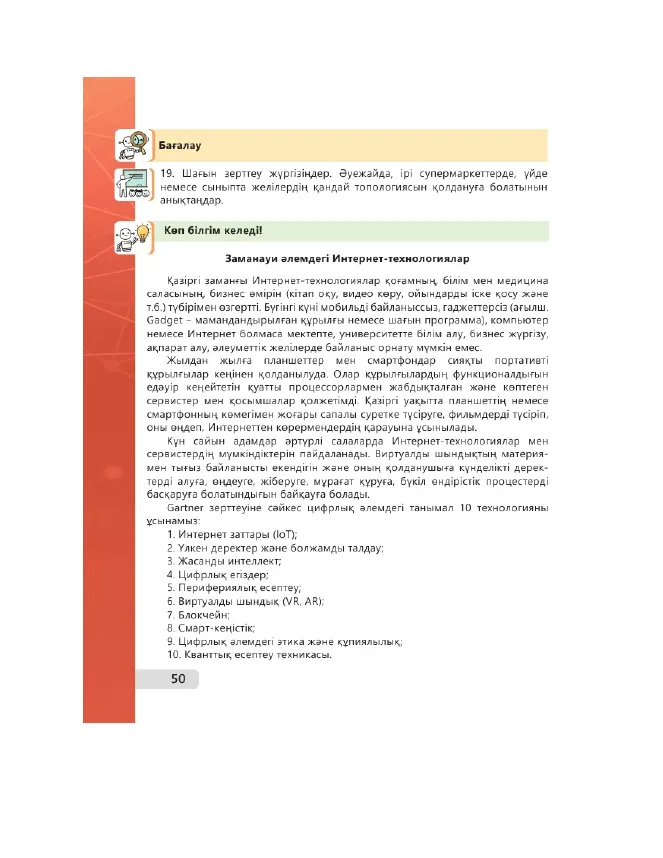 Бағалау
19. Шағын зерттеу жүргізіңдер. Әуежайда, ірі супермаркеттерде, үйде
немесе сыныпта желілердің қандай топологиясын қолдануға болатынын
анықтаңдар.
Көп білгім келеді!
Заманауи әлемдегі Интернет-технологиялар
Қазіргі заманғы Интернет-технологиялар қоғамның, білім мен медицина
саласының, бизнес өмірін (кітап оқу, видео көру, ойындарды іске қосу және
т.б.) түбірімен өзгертті. Бүгінгі күні мобильді байланыссыз, гаджеттерсіз (ағылш.
Gadget – мамандандырылған құрылғы немесе шағын программа), компьютер
немесе Интернет болмаса мектепте, университетте білім алу, бизнес жүргізу,
ақпарат алу, әлеуметтік желілерде байланыс орнату мүмкін емес.
Жылдан жылға планшеттер мен смартфондар сияқты портативті
құрылғылар кеңінен қолданылуда. Олар құрылғылардың функционалдығын
едәуір кеңейтетін қуатты процессорлармен жабдықталған және көптеген
сервистер мен қосымшалар қолжетімді. Қазіргі уақытта планшеттің немесе
смартфонның көмегімен жоғары сапалы суретке түсіруге, фильмдерді түсіріп,
оны өңдеп, Интернеттен көрермендердің қарауына ұсынылады.
Күн сайын адамдар әртүрлі салаларда Интернет-технологиялар мен
сервистердің мүмкіндіктерін пайдаланады. Виртуалды шындықтың материя-
мен тығыз байланысты екендігін және оның қолданушыға күнделікті дерек-
терді алуға, өңдеуге, жіберуге, мұрағат құруға, бүкіл өндірістік процестерді
басқаруға болатындығын байқауға болады.
Gartner зерттеуіне сәйкес цифрлық әлемдегі танымал 10 технологияны
ұсынамыз:
1. Интернет заттары (IoT);
2. Үлкен деректер және болжамды талдау;
3. Жасанды интеллект;
4. Цифрлық егіздер;
5. Перифериялық есептеу;
6. Виртуалды шындық (VR, AR);
7. Блокчейн;
8. Смарт-кеңістік;
9. Цифрлық әлемдегі этика және құпиялылық;
10. Кванттық есептеу техникасы.
50